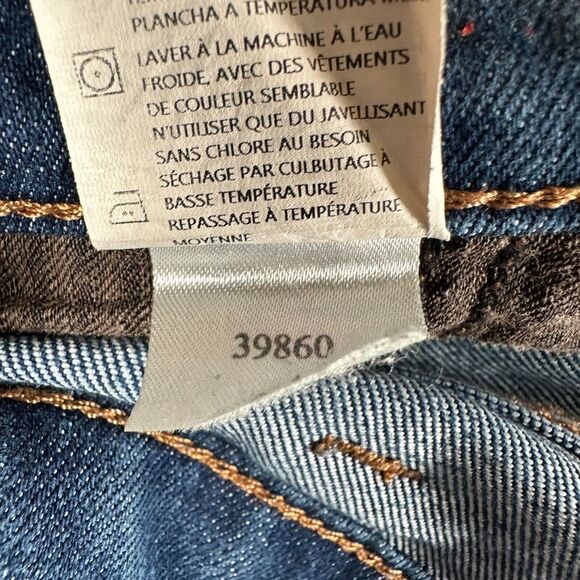 PLANCHA A TEMPERATURA
LAVER À LA MACHINE À L'EAU
FROIDE, AVEC DES VÊTEMENTS
DE COULEUR SEMBLABLE
N'UTILISER QUE DU JAVELLISANT
SANS CHLORE AU BESOIN
SÉCHAGE PAR CULBUTAGE À
BASSE TEMPÉRATURE
REPASSAGE À TEMPÉRATURE
MOYENNE
39860